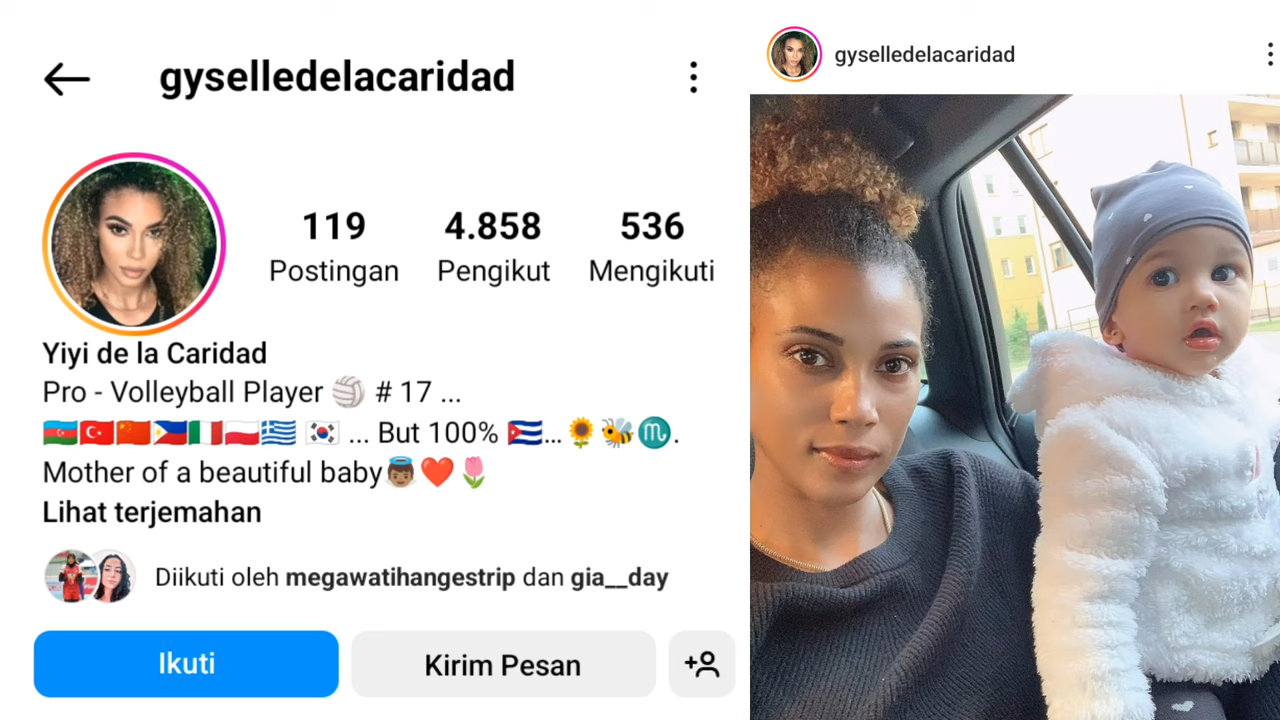 gyselledelacaridad
119 4.858 536
Postingan Pengikut Mengikuti
Yiyi de la Caridad
Pro - Volleyball Player 🏐 # 17 ...
🇦🇿🇹🇷🇨🇳🇵🇭🇮🇹🇵🇱🇬🇷 🇰🇷 ... But 100% 🇨🇺...🌻🐝♏.
Mother of a beautiful baby👼🏽❤️🌷
Lihat terjemahan
Diikuti oleh megawatihangestrip dan gia__day
Ikuti Kirim Pesan
gyselledelacaridad